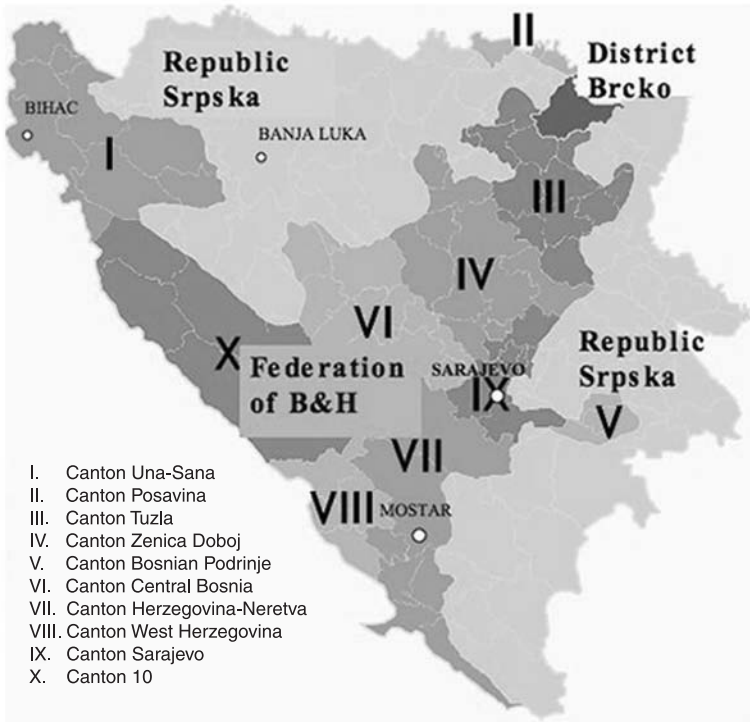 II
Republic
Srpska
District
Brcko
BIHAC
BANJA LUKA
I
III
IV
VI
X
Federation
of B&H
SARAJEVO
IX
Republic
Srpska
V
VII
VIII
MOSTAR
I. Canton Una-Sana
II. Canton Posavina
III. Canton Tuzla
IV. Canton Zenica Doboj
V. Canton Bosnian Podrinje
VI. Canton Central Bosnia
VII. Canton Herzegovina-Neretva
VIII. Canton West Herzegovina
IX. Canton Sarajevo
X. Canton 10